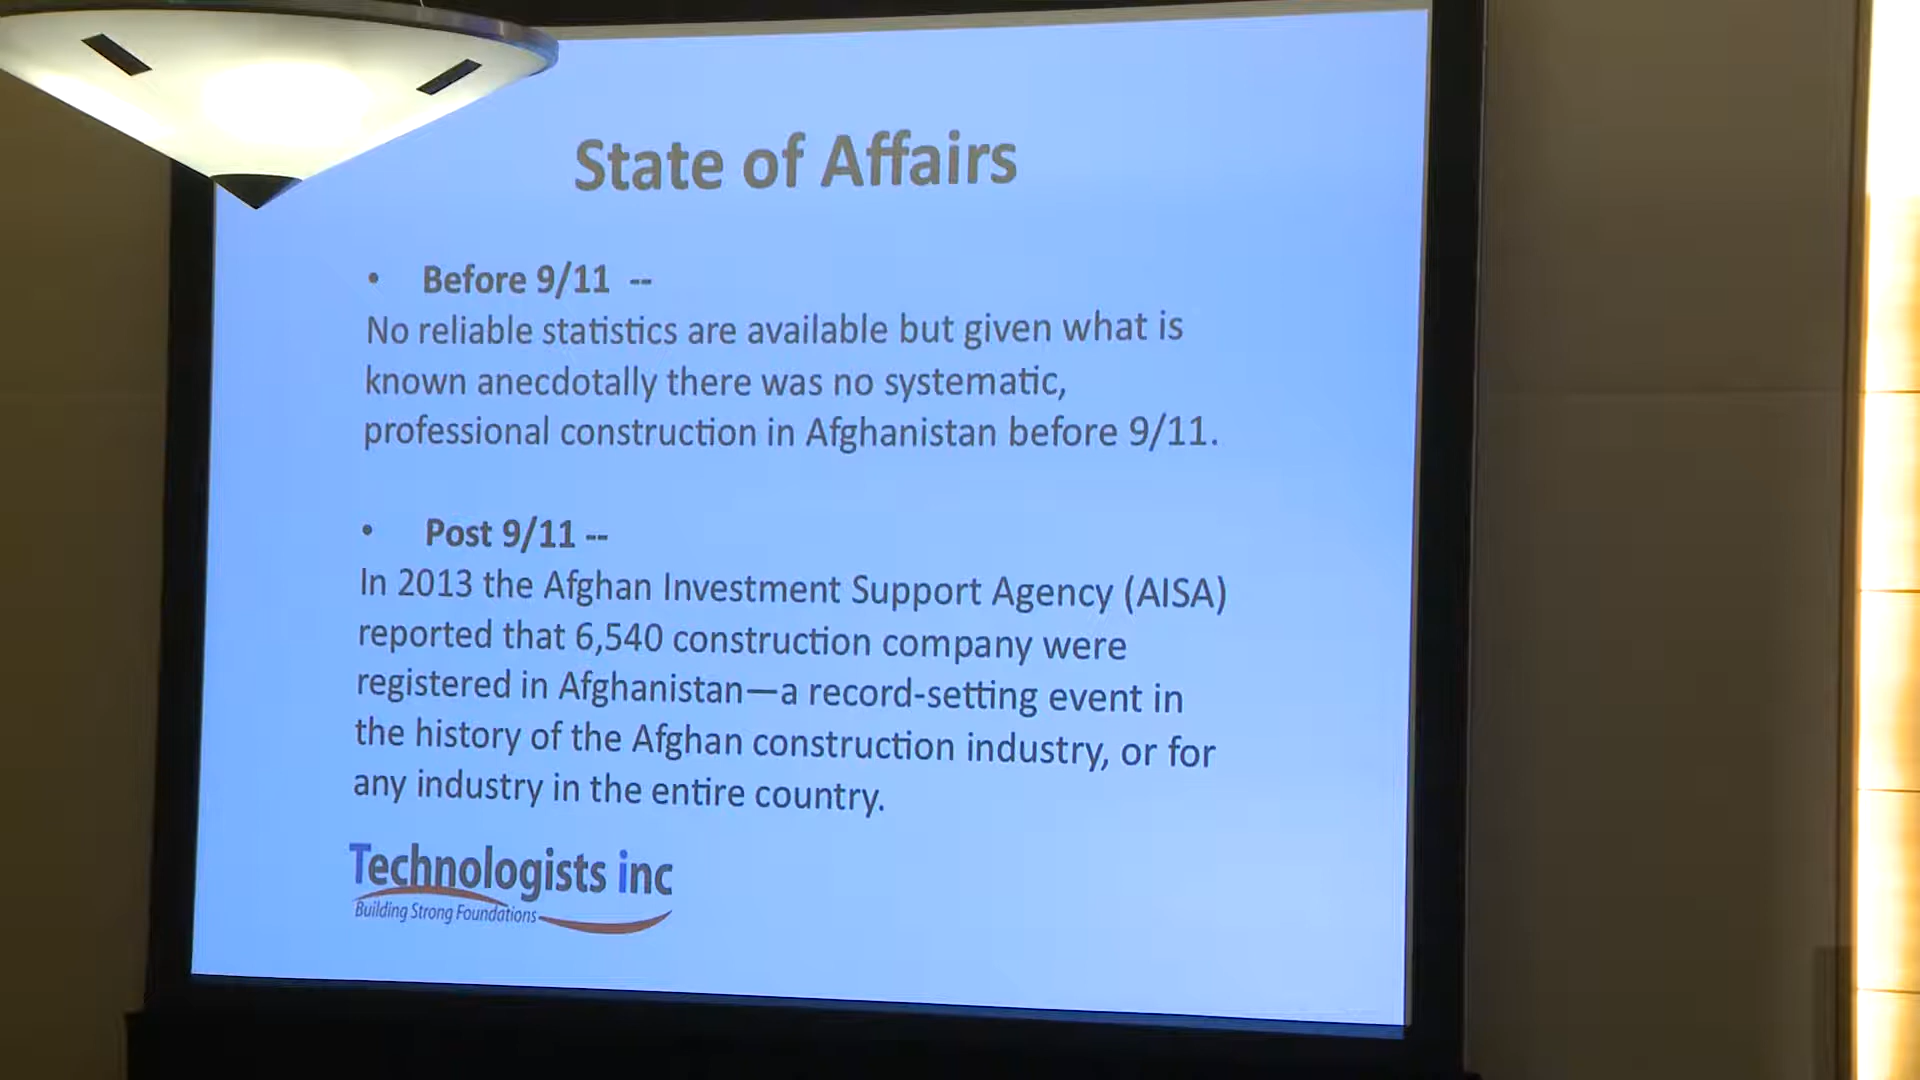 State of Affairs
• Before 9/11 --
No reliable statistics are available but given what is
known anecdotally there was no systematic,
professional construction in Afghanistan before 9/11.
• Post 9/11 --
In 2013 the Afghan Investment Support Agency (AISA)
reported that 6,540 construction company were
registered in Afghanistan—a record-setting event in
the history of the Afghan construction industry, or for
any industry in the entire country.
Technologists inc
Building Strong Foundations